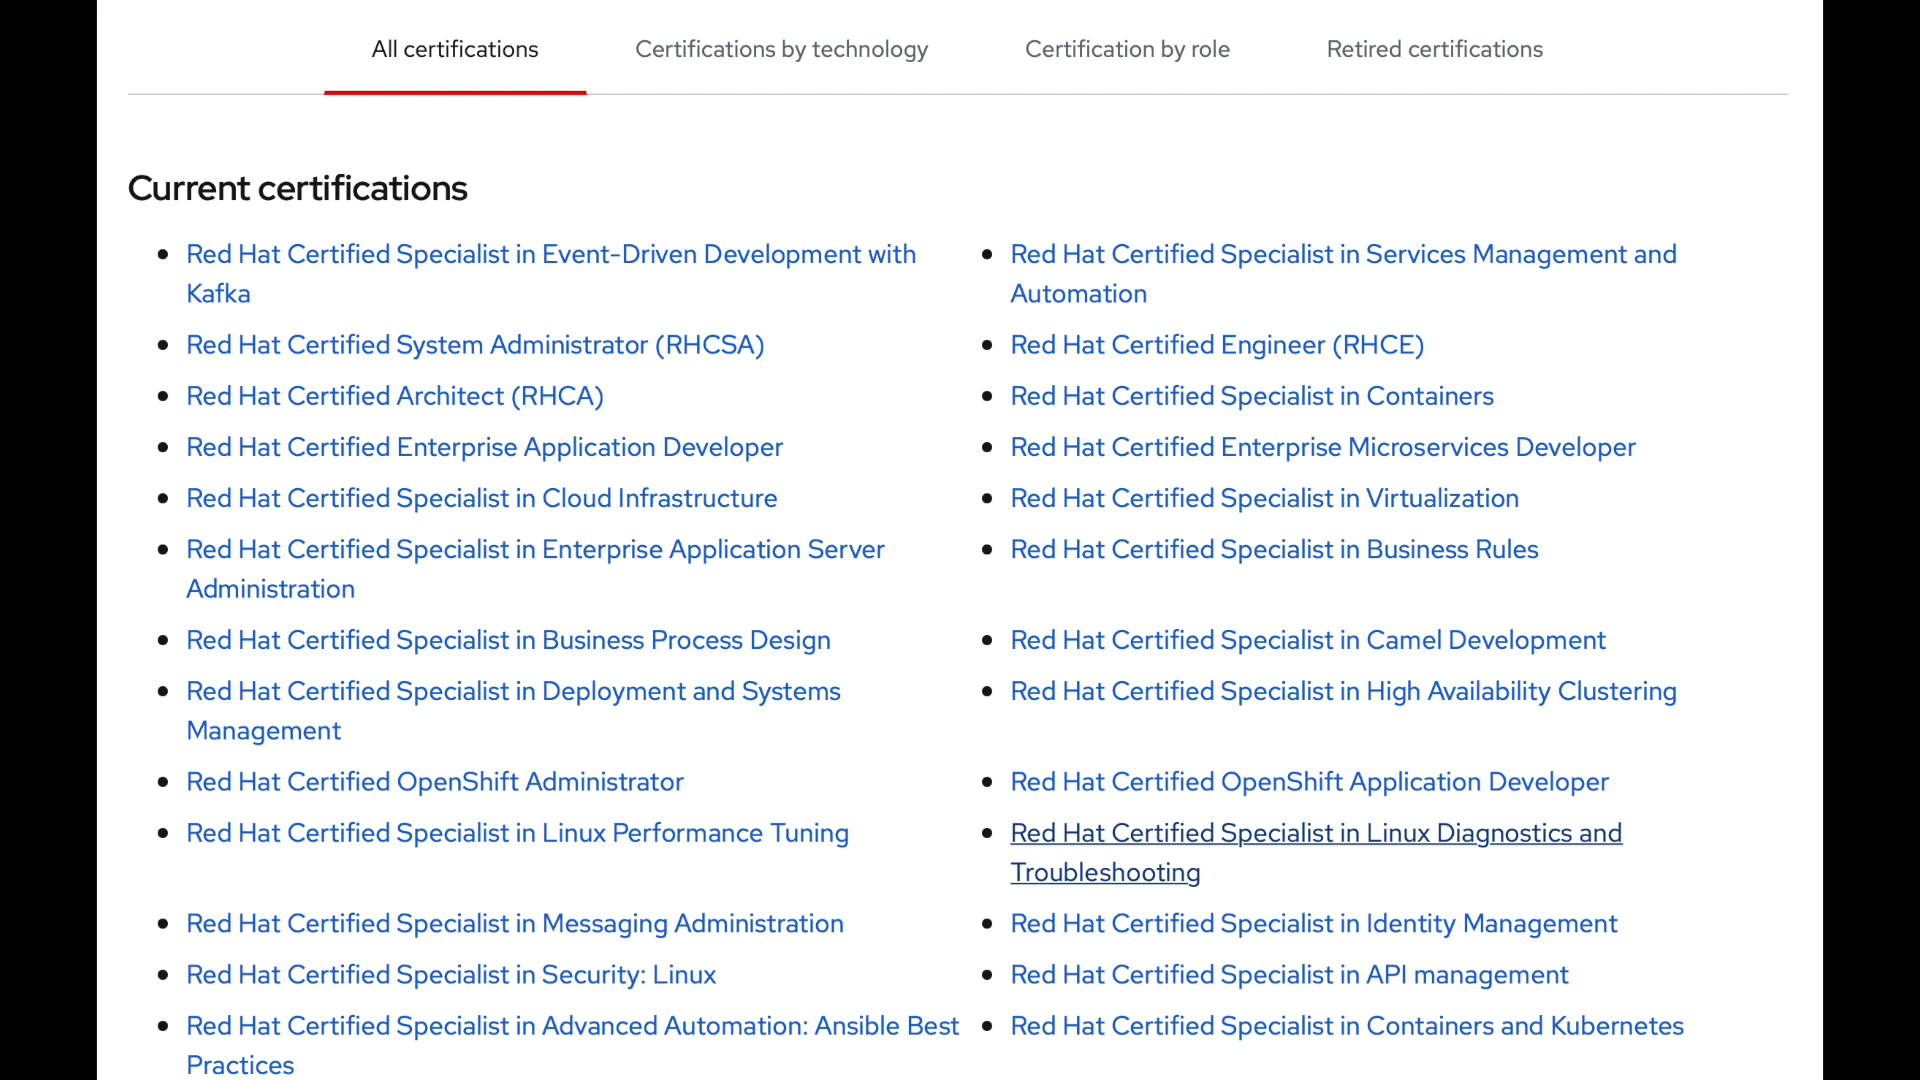 All certifications
Certifications by technology
Certification by role
Retired certifications
Current certifications
Red Hat Certified Specialist in Event-Driven Development with
Kafka
Red Hat Certified Specialist in Services Management and
Automation
Red Hat Certified System Administrator (RHCSA)
Red Hat Certified Engineer (RHCE)
Red Hat Certified Architect (RHCA)
Red Hat Certified Specialist in Containers
Red Hat Certified Enterprise Application Developer
Red Hat Certified Enterprise Microservices Developer
Red Hat Certified Specialist in Cloud Infrastructure
Red Hat Certified Specialist in Virtualization
Red Hat Certified Specialist in Enterprise Application Server
Administration
Red Hat Certified Specialist in Business Rules
Red Hat Certified Specialist in Business Process Design
Red Hat Certified Specialist in Camel Development
Red Hat Certified Specialist in Deployment and Systems
Management
Red Hat Certified Specialist in High Availability Clustering
Red Hat Certified OpenShift Administrator
Red Hat Certified OpenShift Application Developer
Red Hat Certified Specialist in Linux Performance Tuning
Red Hat Certified Specialist in Linux Diagnostics and
Troubleshooting
Red Hat Certified Specialist in Messaging Administration
Red Hat Certified Specialist in Identity Management
Red Hat Certified Specialist in Security: Linux
Red Hat Certified Specialist in API management
Red Hat Certified Specialist in Advanced Automation: Ansible Best
Practices
Red Hat Certified Specialist in Containers and Kubernetes